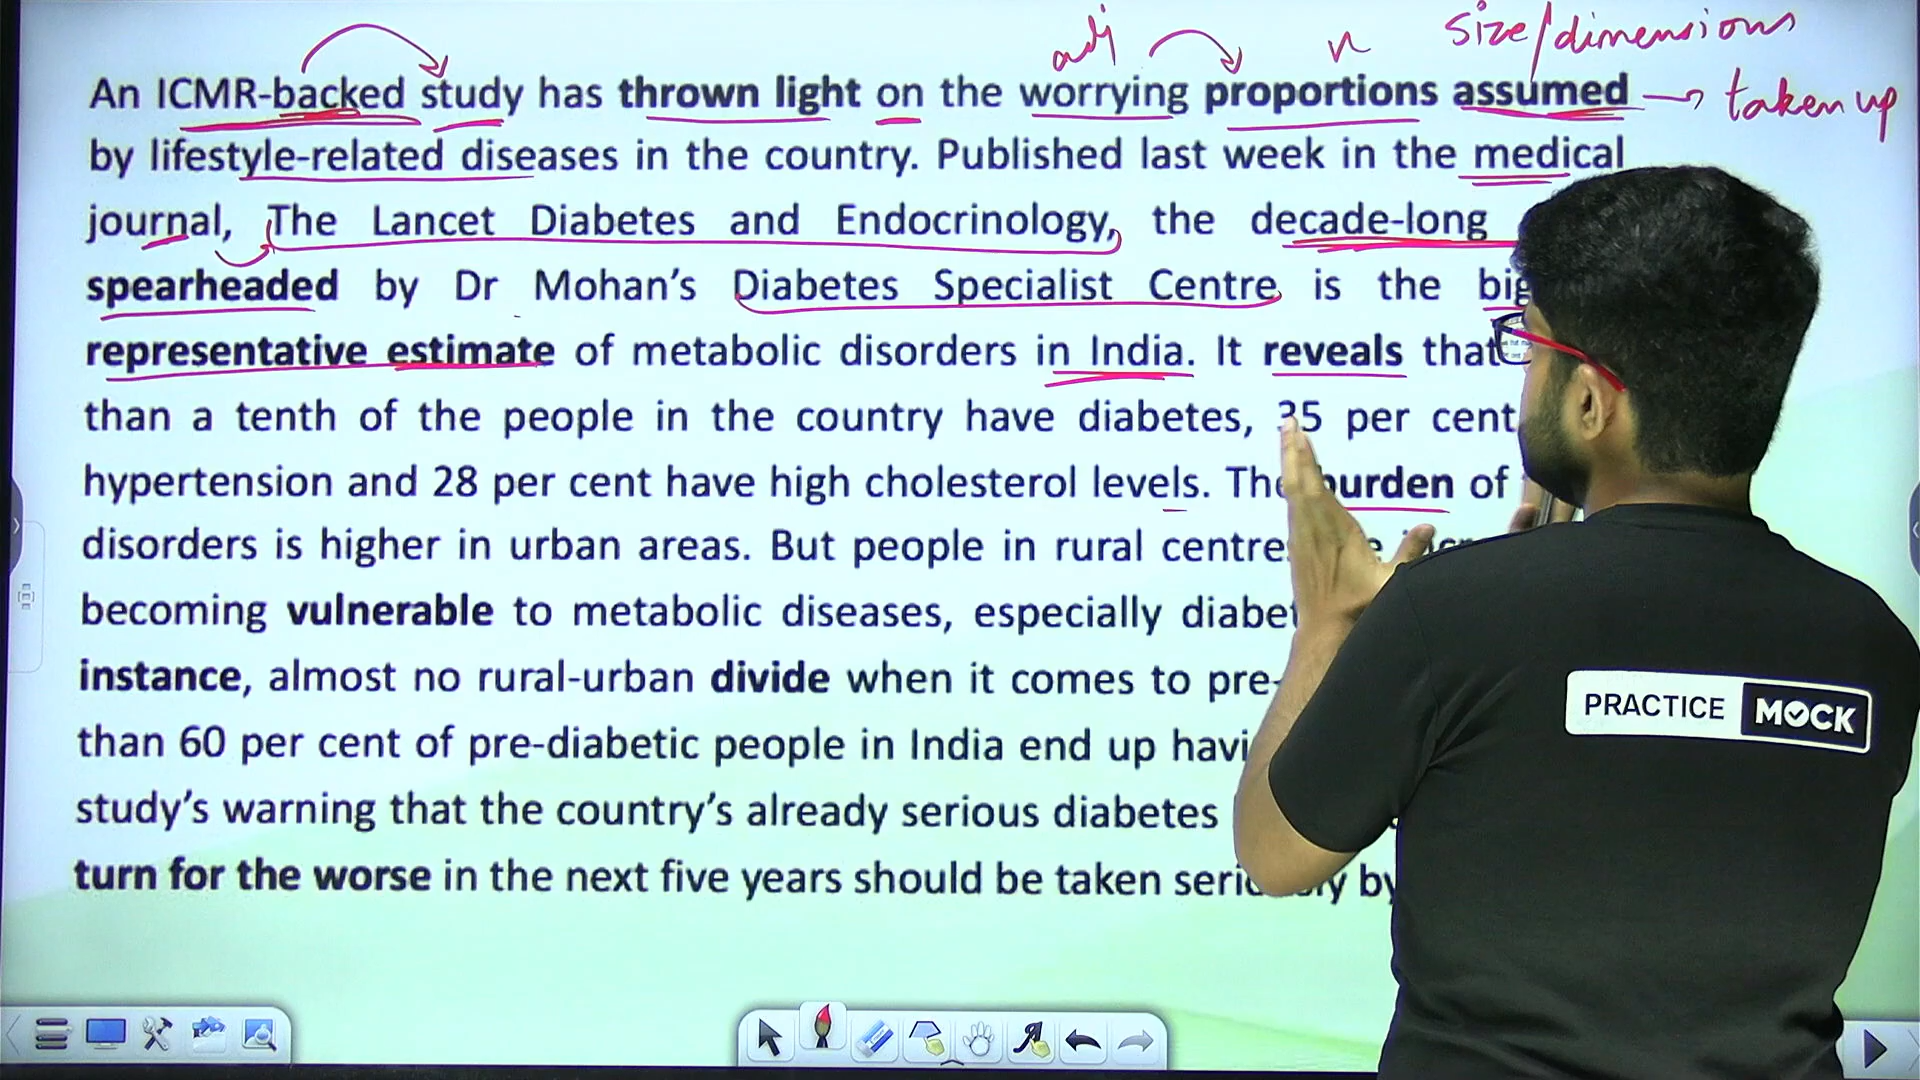 adj n size/dimensions
An ICMR-backed study has thrown light on the worrying proportions assumed → taken up
by lifestyle-related diseases in the country. Published last week in the medical
journal, The Lancet Diabetes and Endocrinology, the decade-long
spearheaded by Dr Mohan's Diabetes Specialist Centre is the
representative estimate of metabolic disorders in India. It reveals that
than a tenth of the people in the country have diabetes, 35 per cent
hypertension and 28 per cent have high cholesterol levels. The burden of
disorders is higher in urban areas. But people in rural centres
becoming vulnerable to metabolic diseases, especially
instance, almost no rural-urban divide when it comes to pre-
than 60 per cent of pre-diabetic people in India end up
study's warning that the country's already serious diabetes
turn for the worse in the next five years should be taken seriously by
PRACTICE MOCK